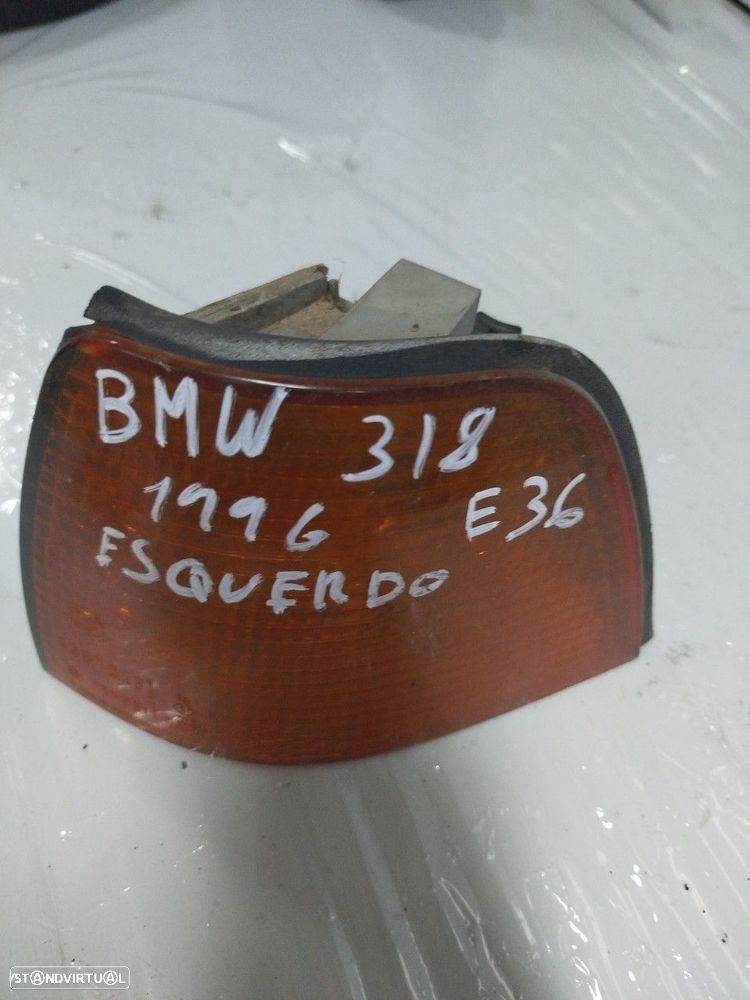 BMW 318
1996 E36
ESQUERDO
STANDVIRTUAL